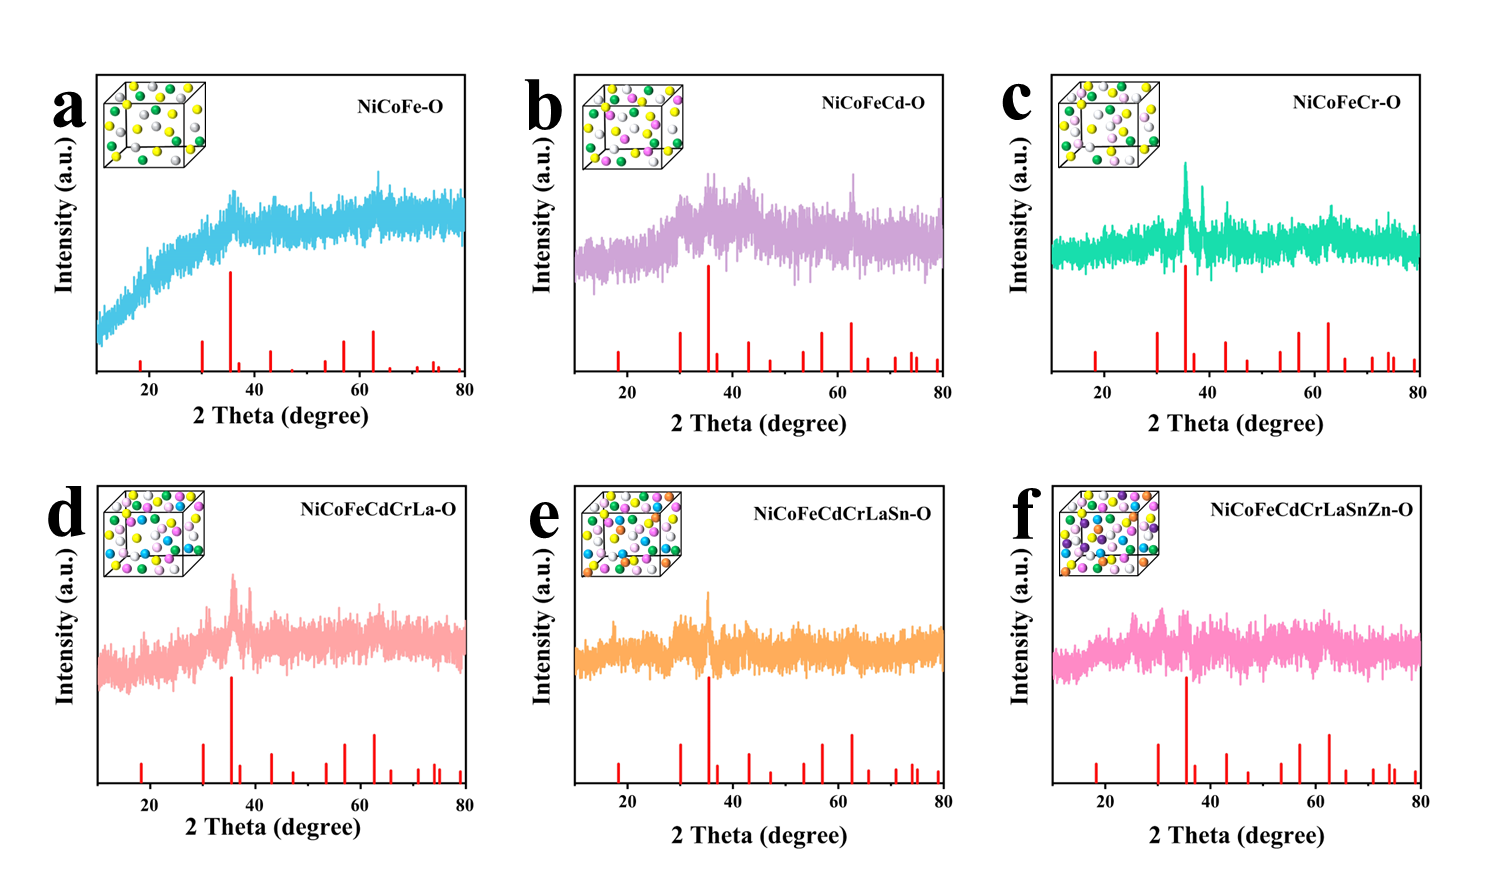 a
NiCoFe-O
Intensity (a.u.)
20 40 60 80
2 Theta (degree)
b
NiCoFeCd-O
Intensity (a.u.)
20 40 60 80
2 Theta (degree)
c
NiCoFeCr-O
Intensity (a.u.)
20 40 60 80
2 Theta (degree)
d
NiCoFeCdCrLa-O
Intensity (a.u.)
20 40 60 80
2 Theta (degree)
e
NiCoFeCdCrLaSn-O
Intensity (a.u.)
20 40 60 80
2 Theta (degree)
f
NiCoFeCdCrLaSnZn-O
Intensity (a.u.)
20 40 60 80
2 Theta (degree)